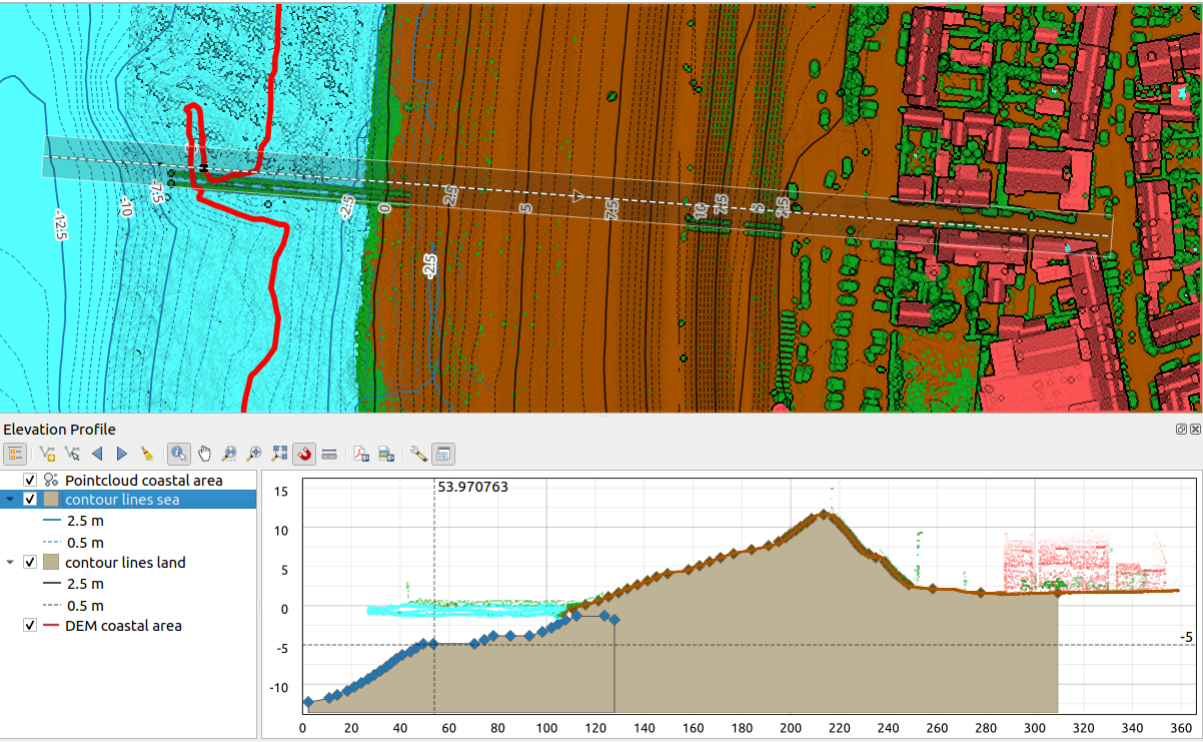 -12.5
-10
-7.5
-2.5
0
2.5
5
7.5
10
7.5
5
2.5
-2.5
Elevation Profile
Pointcloud coastal area
contour lines sea
2.5 m
0.5 m
contour lines land
2.5 m
0.5 m
DEM coastal area
53.970763
15
10
5
0
-5
-10
-5
0 20 40 60 80 100 120 140 160 180 200 220 240 260 280 300 320 340 360